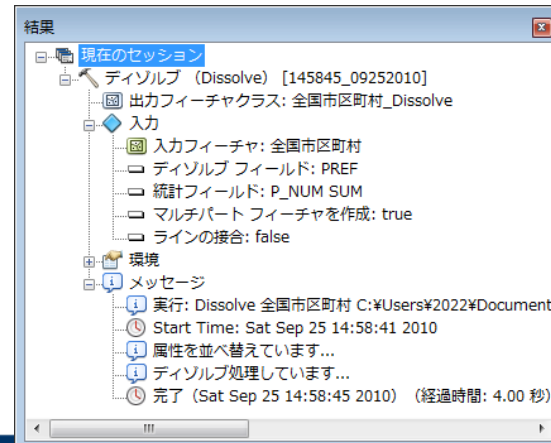 結果
現在のセッション
ディゾルブ （Dissolve） [145845_09252010]
出力フィーチャクラス: 全国市区町村_Dissolve
入力
入力フィーチャ: 全国市区町村
ディゾルブ フィールド: PREF
統計フィールド: P_NUM SUM
マルチパート フィーチャを作成: true
ラインの接合: false
環境
メッセージ
実行: Dissolve 全国市区町村 C:¥Users¥2022¥Document
Start Time: Sat Sep 25 14:58:41 2010
属性を並べ替えています...
ディゾルブ処理しています...
完了（Sat Sep 25 14:58:45 2010）（経過時間: 4.00 秒）